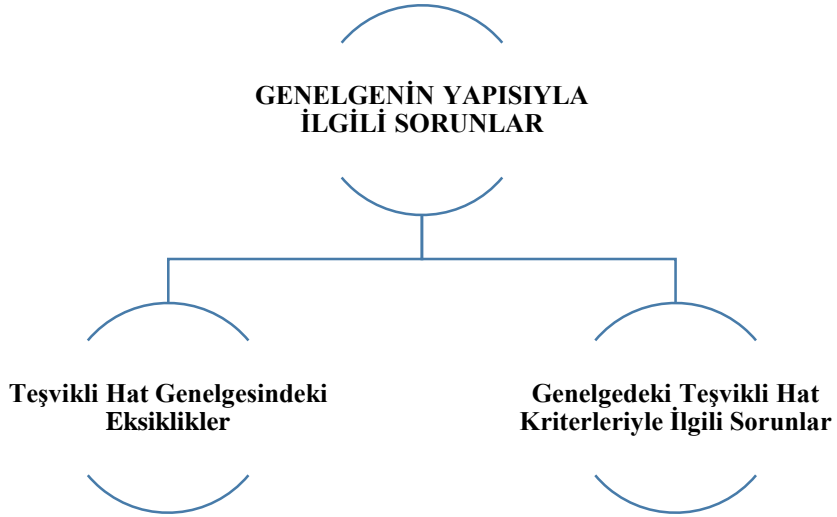 GENELGENİN YAPISIYLA
İLGİLİ SORUNLAR
Teşvikli Hat Genelgesindeki
Eksiklikler
Genelgedeki Teşvikli Hat
Kriterleriyle İlgili Sorunlar